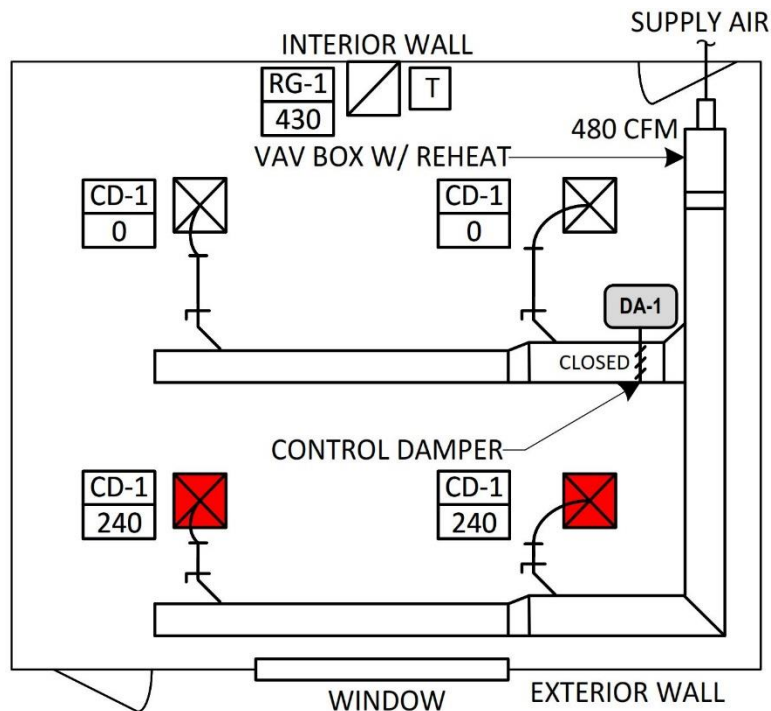 SUPPLY AIR
INTERIOR WALL
RG-1
430
T
480 CFM
VAV BOX W/ REHEAT
CD-1
0
CD-1
0
DA-1
CLOSED
CONTROL DAMPER
CD-1
240
CD-1
240
WINDOW
EXTERIOR WALL